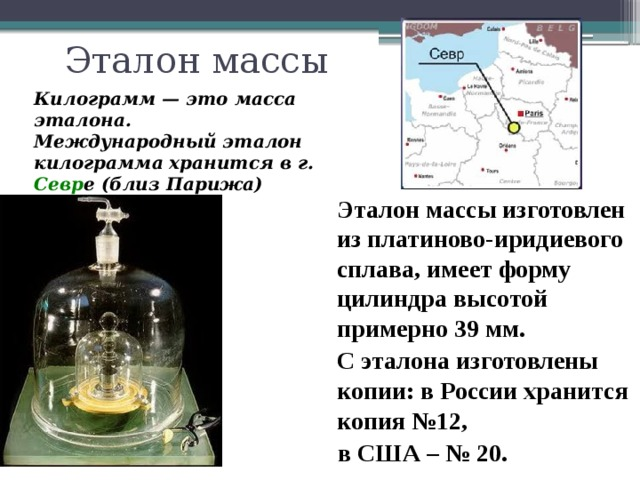 Эталон массы
Килограмм — это масса
эталона.
Международный эталон
килограмма хранится в г.
Севре (близ Парижа)
Севр
Paris
Эталон массы изготовлен
из платиново-иридиевого
сплава, имеет форму
цилиндра высотой
примерно 39 мм.
С эталона изготовлены
копии: в России хранится
копия №12,
в США – № 20.